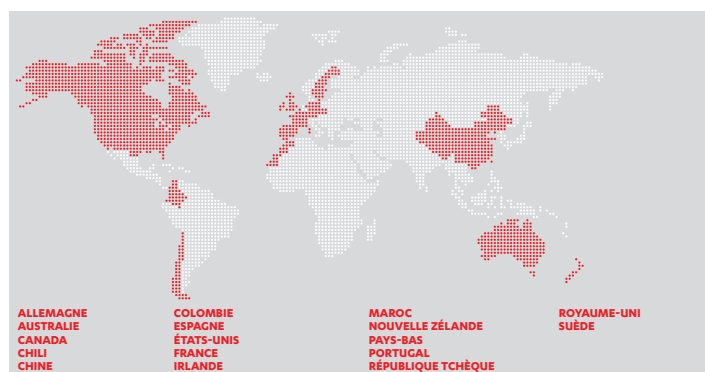 ALLEMAGNE
AUSTRALIE
CANADA
CHILI
CHINE
COLOMBIE
ESPAGNE
ÉTATS-UNIS
FRANCE
IRLANDE
MAROC
NOUVELLE ZÉLANDE
PAYS-BAS
PORTUGAL
RÉPUBLIQUE TCHÈQUE
ROYAUME-UNI
SUÈDE